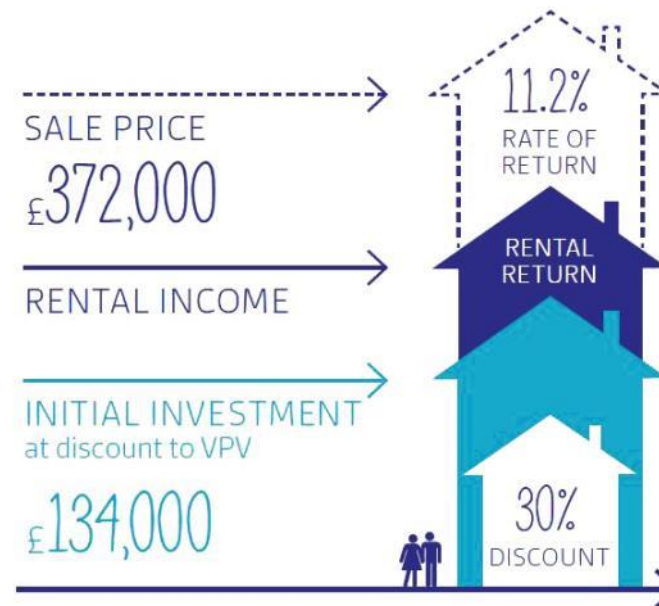 11.2%
RATE OF
RETURN
SALE PRICE
£372,000
RENTAL
RETURN
RENTAL INCOME
INITIAL INVESTMENT
at discount to VPV
£134,000
30%
DISCOUNT